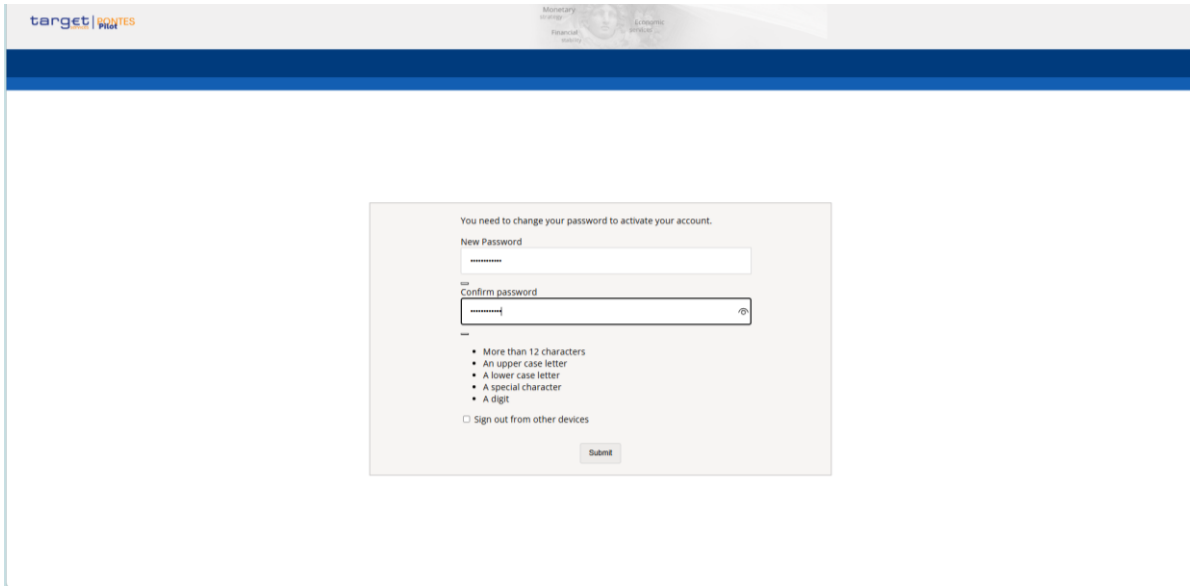 target | PONTES
Pilot
Monetary
strategy
Economic
Financial
stability
You need to change your password to activate your account.
New Password
••••••••••••
Confirm password
••••••••••••
• More than 12 characters
• An upper case letter
• A lower case letter
• A special character
• A digit
Sign out from other devices
Submit